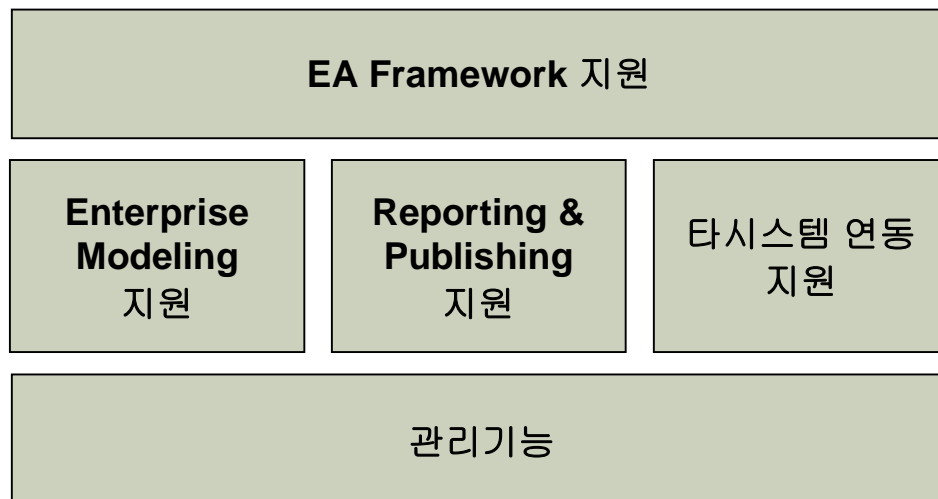 EA Framework 지원
Enterprise
Modeling
지원
Reporting &
Publishing
지원
타시스템 연동
지원
관리기능